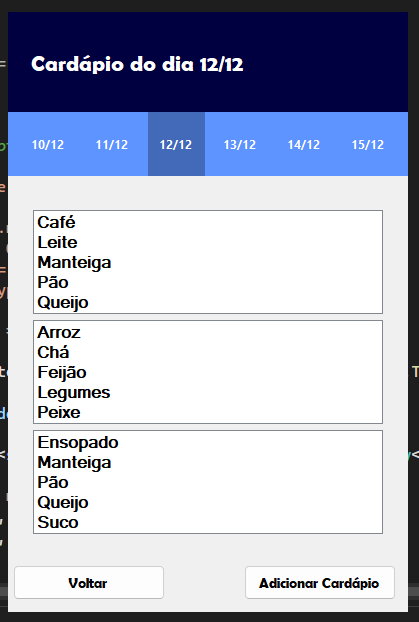 Cardápio do dia 12/12
10/12 11/12 12/12 13/12 14/12 15/12
Café
Leite
Manteiga
Pão
Queijo
Arroz
Chá
Feijão
Legumes
Peixe
Ensopado
Manteiga
Pão
Queijo
Suco
Voltar Adicionar Cardápio